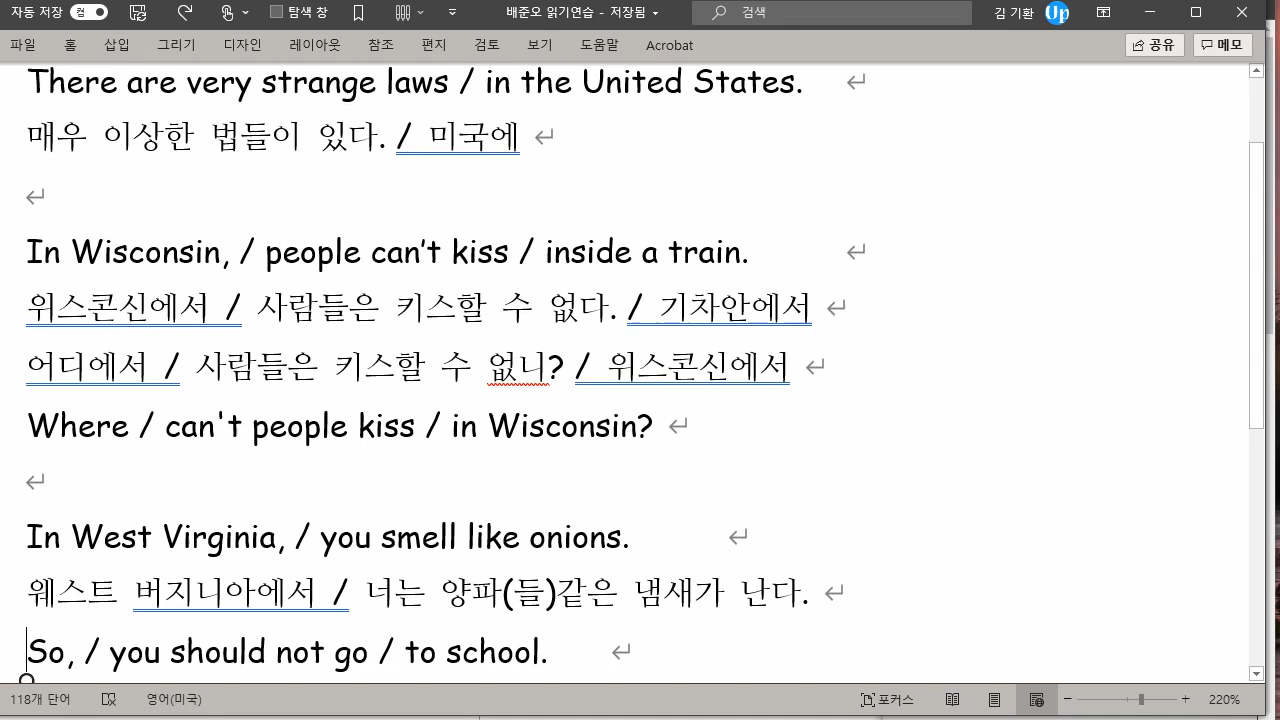 자동 저장 켬 탐색 창 배준오 읽기연습 - 저장됨 검색 김 기환 Up
파일 홈 삽입 그리기 디자인 레이아웃 참조 편지 검토 보기 도움말 Acrobat 공유 메모
There are very strange laws / in the United States.
매우 이상한 법들이 있다. / 미국에
In Wisconsin, / people can’t kiss / inside a train.
위스콘신에서 / 사람들은 키스할 수 없다. / 기차안에서
어디에서 / 사람들은 키스할 수 없니? / 위스콘신에서
Where / can't people kiss / in Wisconsin?
In West Virginia, / you smell like onions.
웨스트 버지니아에서 / 너는 양파(들)같은 냄새가 난다.
So, / you should not go / to school.
118개 단어 영어(미국) 포커스 220%